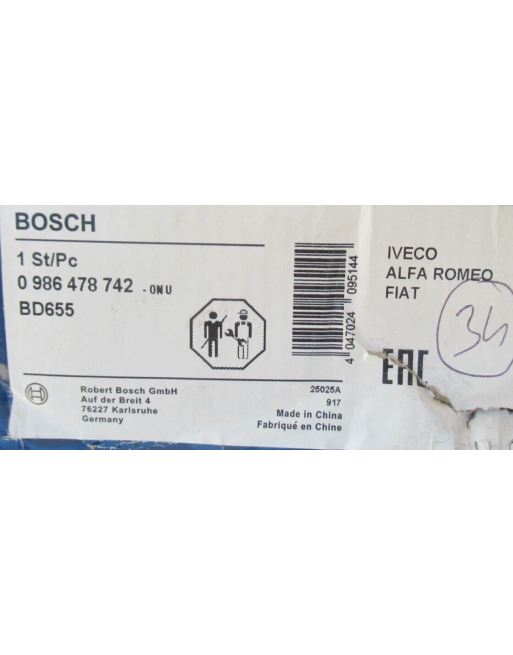 BOSCH
1 St/Pc
0 986 478 742 - ONU
BD655
Robert Bosch GmbH
Auf der Breit 4
76227 Karlsruhe
Germany
4 047024 095144
25025A
917
Made in China
Fabriqué en Chine
IVECO
ALFA ROMEO
FIAT
34
EAC